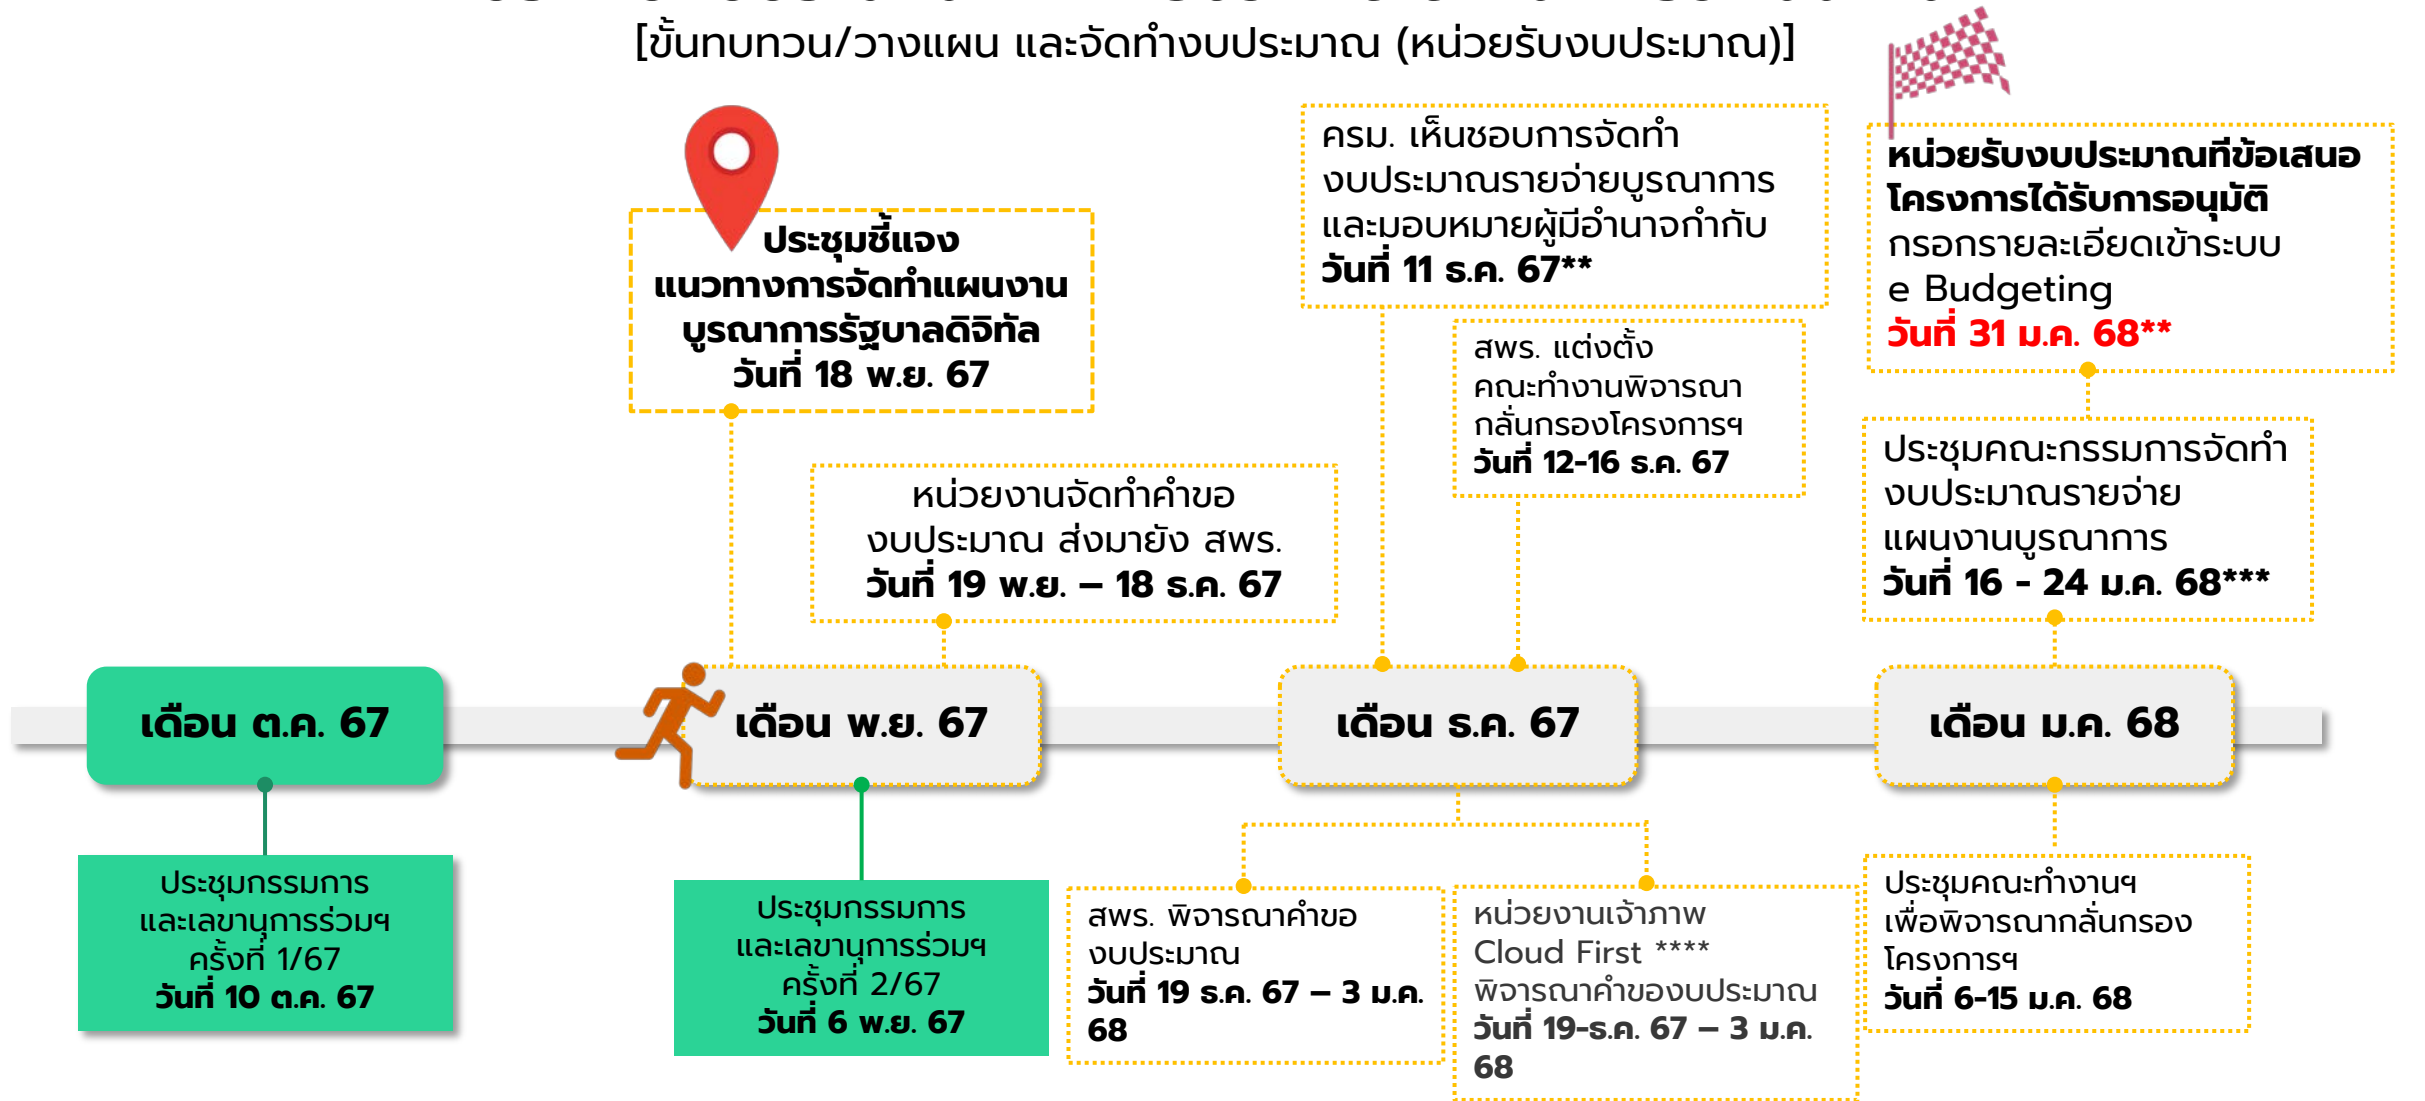 [ขั้นทบทวน/วางแผน และจัดทำงบประมาณ (หน่วยรับงบประมาณ)]
ประชุมชี้แจง
แนวทางการจัดทำแผนงาน
บูรณาการรัฐบาลดิจิทัล
วันที่ 18 พ.ย. 67
หน่วยงานจัดทำคำขอ
งบประมาณ ส่งมายัง สพร.
วันที่ 19 พ.ย. – 18 ธ.ค. 67
ครม. เห็นชอบการจัดทำ
งบประมาณรายจ่ายบูรณาการ
และมอบหมายผู้มีอำนาจกำกับ
วันที่ 11 ธ.ค. 67**
สพร. แต่งตั้ง
คณะทำงานพิจารณา
กลั่นกรองโครงการฯ
วันที่ 12-16 ธ.ค. 67
หน่วยรับงบประมาณที่ข้อเสนอ
โครงการได้รับการอนุมัติ
กรอกรายละเอียดเข้าระบบ
e Budgeting
วันที่ 31 ม.ค. 68**
ประชุมคณะกรรมการจัดทำ
งบประมาณรายจ่าย
แผนงานบูรณาการ
วันที่ 16 - 24 ม.ค. 68***
เดือน ต.ค. 67
เดือน พ.ย. 67
เดือน ธ.ค. 67
เดือน ม.ค. 68
ประชุมกรรมการ
และเลขานุการร่วมฯ
ครั้งที่ 1/67
วันที่ 10 ต.ค. 67
ประชุมกรรมการ
และเลขานุการร่วมฯ
ครั้งที่ 2/67
วันที่ 6 พ.ย. 67
สพร. พิจารณาคำขอ
งบประมาณ
วันที่ 19 ธ.ค. 67 – 3 ม.ค.
68
หน่วยงานเจ้าภาพ
Cloud First ****
พิจารณาคำของบประมาณ
วันที่ 19-ธ.ค. 67 – 3 ม.ค.
68
ประชุมคณะทำงานฯ
เพื่อพิจารณากลั่นกรอง
โครงการฯ
วันที่ 6-15 ม.ค. 68